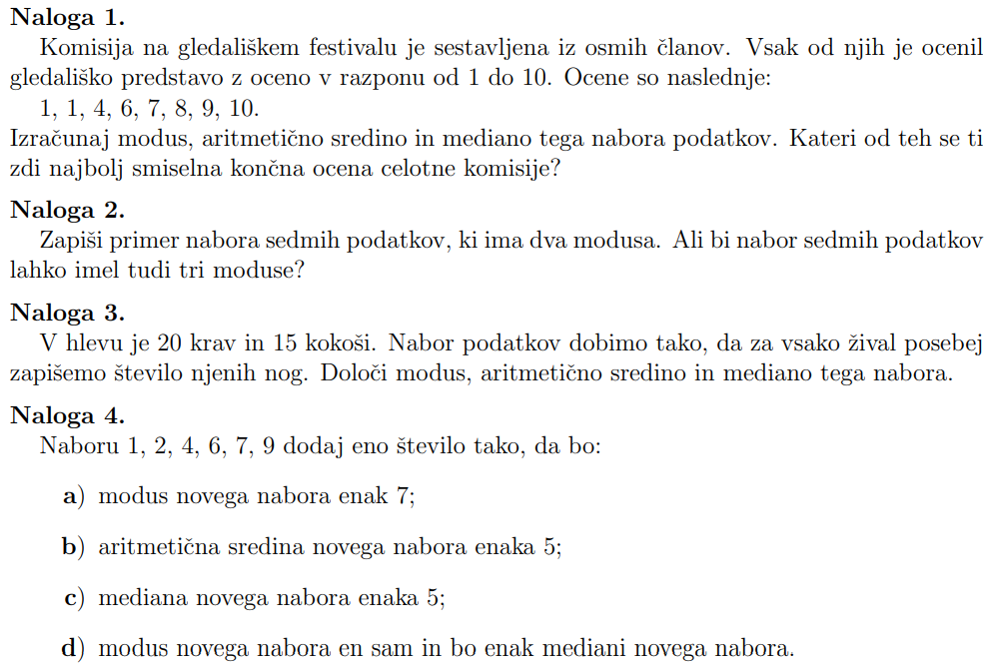 Naloga 1.
Komisija na gledališkem festivalu je sestavljena iz osmih članov. Vsak od njih je ocenil
gledališko predstavo z oceno v razponu od 1 do 10. Ocene so naslednje:
1, 1, 4, 6, 7, 8, 9, 10.
Izračunaj modus, aritmetično sredino in mediano tega nabora podatkov. Kateri od teh se ti
zdi najbolj smiselna končna ocena celotne komisije?
Naloga 2.
Zapiši primer nabora sedmih podatkov, ki ima dva modusa. Ali bi nabor sedmih podatkov
lahko imel tudi tri moduse?
Naloga 3.
V hlevu je 20 krav in 15 kokoši. Nabor podatkov dobimo tako, da za vsako žival posebej
zapišemo število njenih nog. Določi modus, aritmetično sredino in mediano tega nabora.
Naloga 4.
Naboru 1, 2, 4, 6, 7, 9 dodaj eno število tako, da bo:
a) modus novega nabora enak 7;
b) aritmetična sredina novega nabora enaka 5;
c) mediana novega nabora enaka 5;
d) modus novega nabora en sam in bo enak mediani novega nabora.